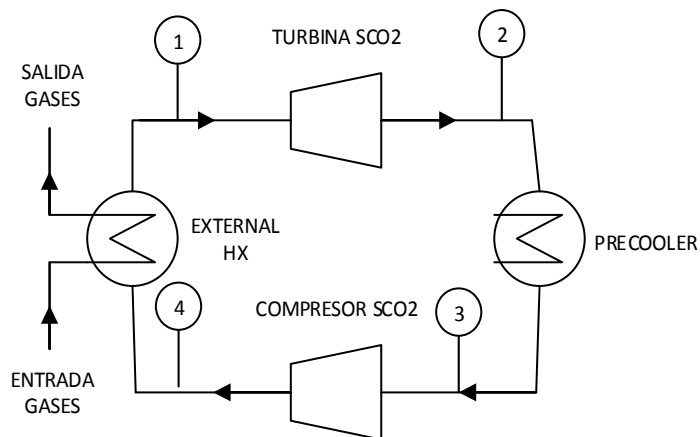 1
TURBINA SCO2
2
SALIDA
GASES
EXTERNAL
HX
PRECOOLER
4
COMPRESOR SCO2
3
ENTRADA
GASES